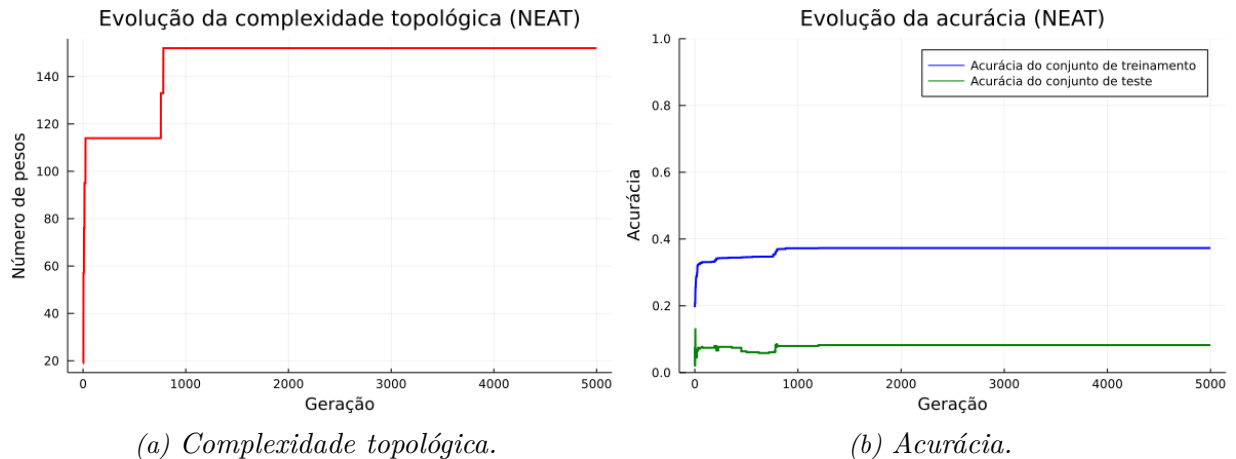 Evolução da complexidade topológica (NEAT)
Número de pesos
140
120
100
80
60
40
20
0
1000
2000
3000
4000
5000
Geração
(a) Complexidade topológica.
Evolução da acurácia (NEAT)
Acurácia
1.0
0.8
0.6
0.4
0.2
0.0
Acurácia do conjunto de treinamento
Acurácia do conjunto de teste
0
1000
2000
3000
4000
5000
Geração
(b) Acurácia.